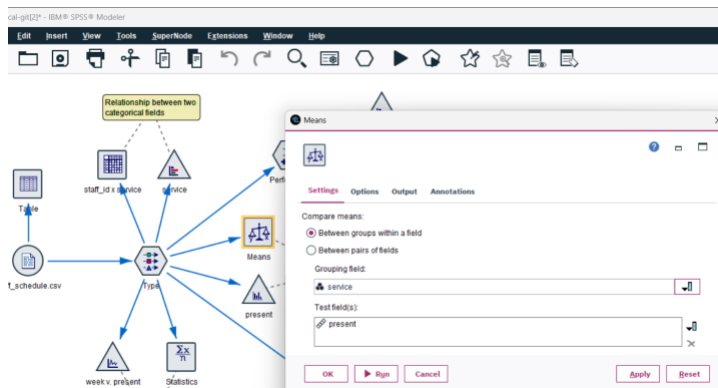 cal-git[2]* - IBM® SPSS® Modeler
Edit Insert View Tools SuperNode Extensions Window Help
Relationship between two
categorical fields
staff_id x service
service
Table
f_schedule.csv
Type
Perf
Means
present
week v. present
Σx
n
Statistics
Means
?
Settings Options Output Annotations
Compare means:
Between groups within a field
Between pairs of fields
Grouping field:
service
Test field(s):
present
OK Run Cancel Apply Reset